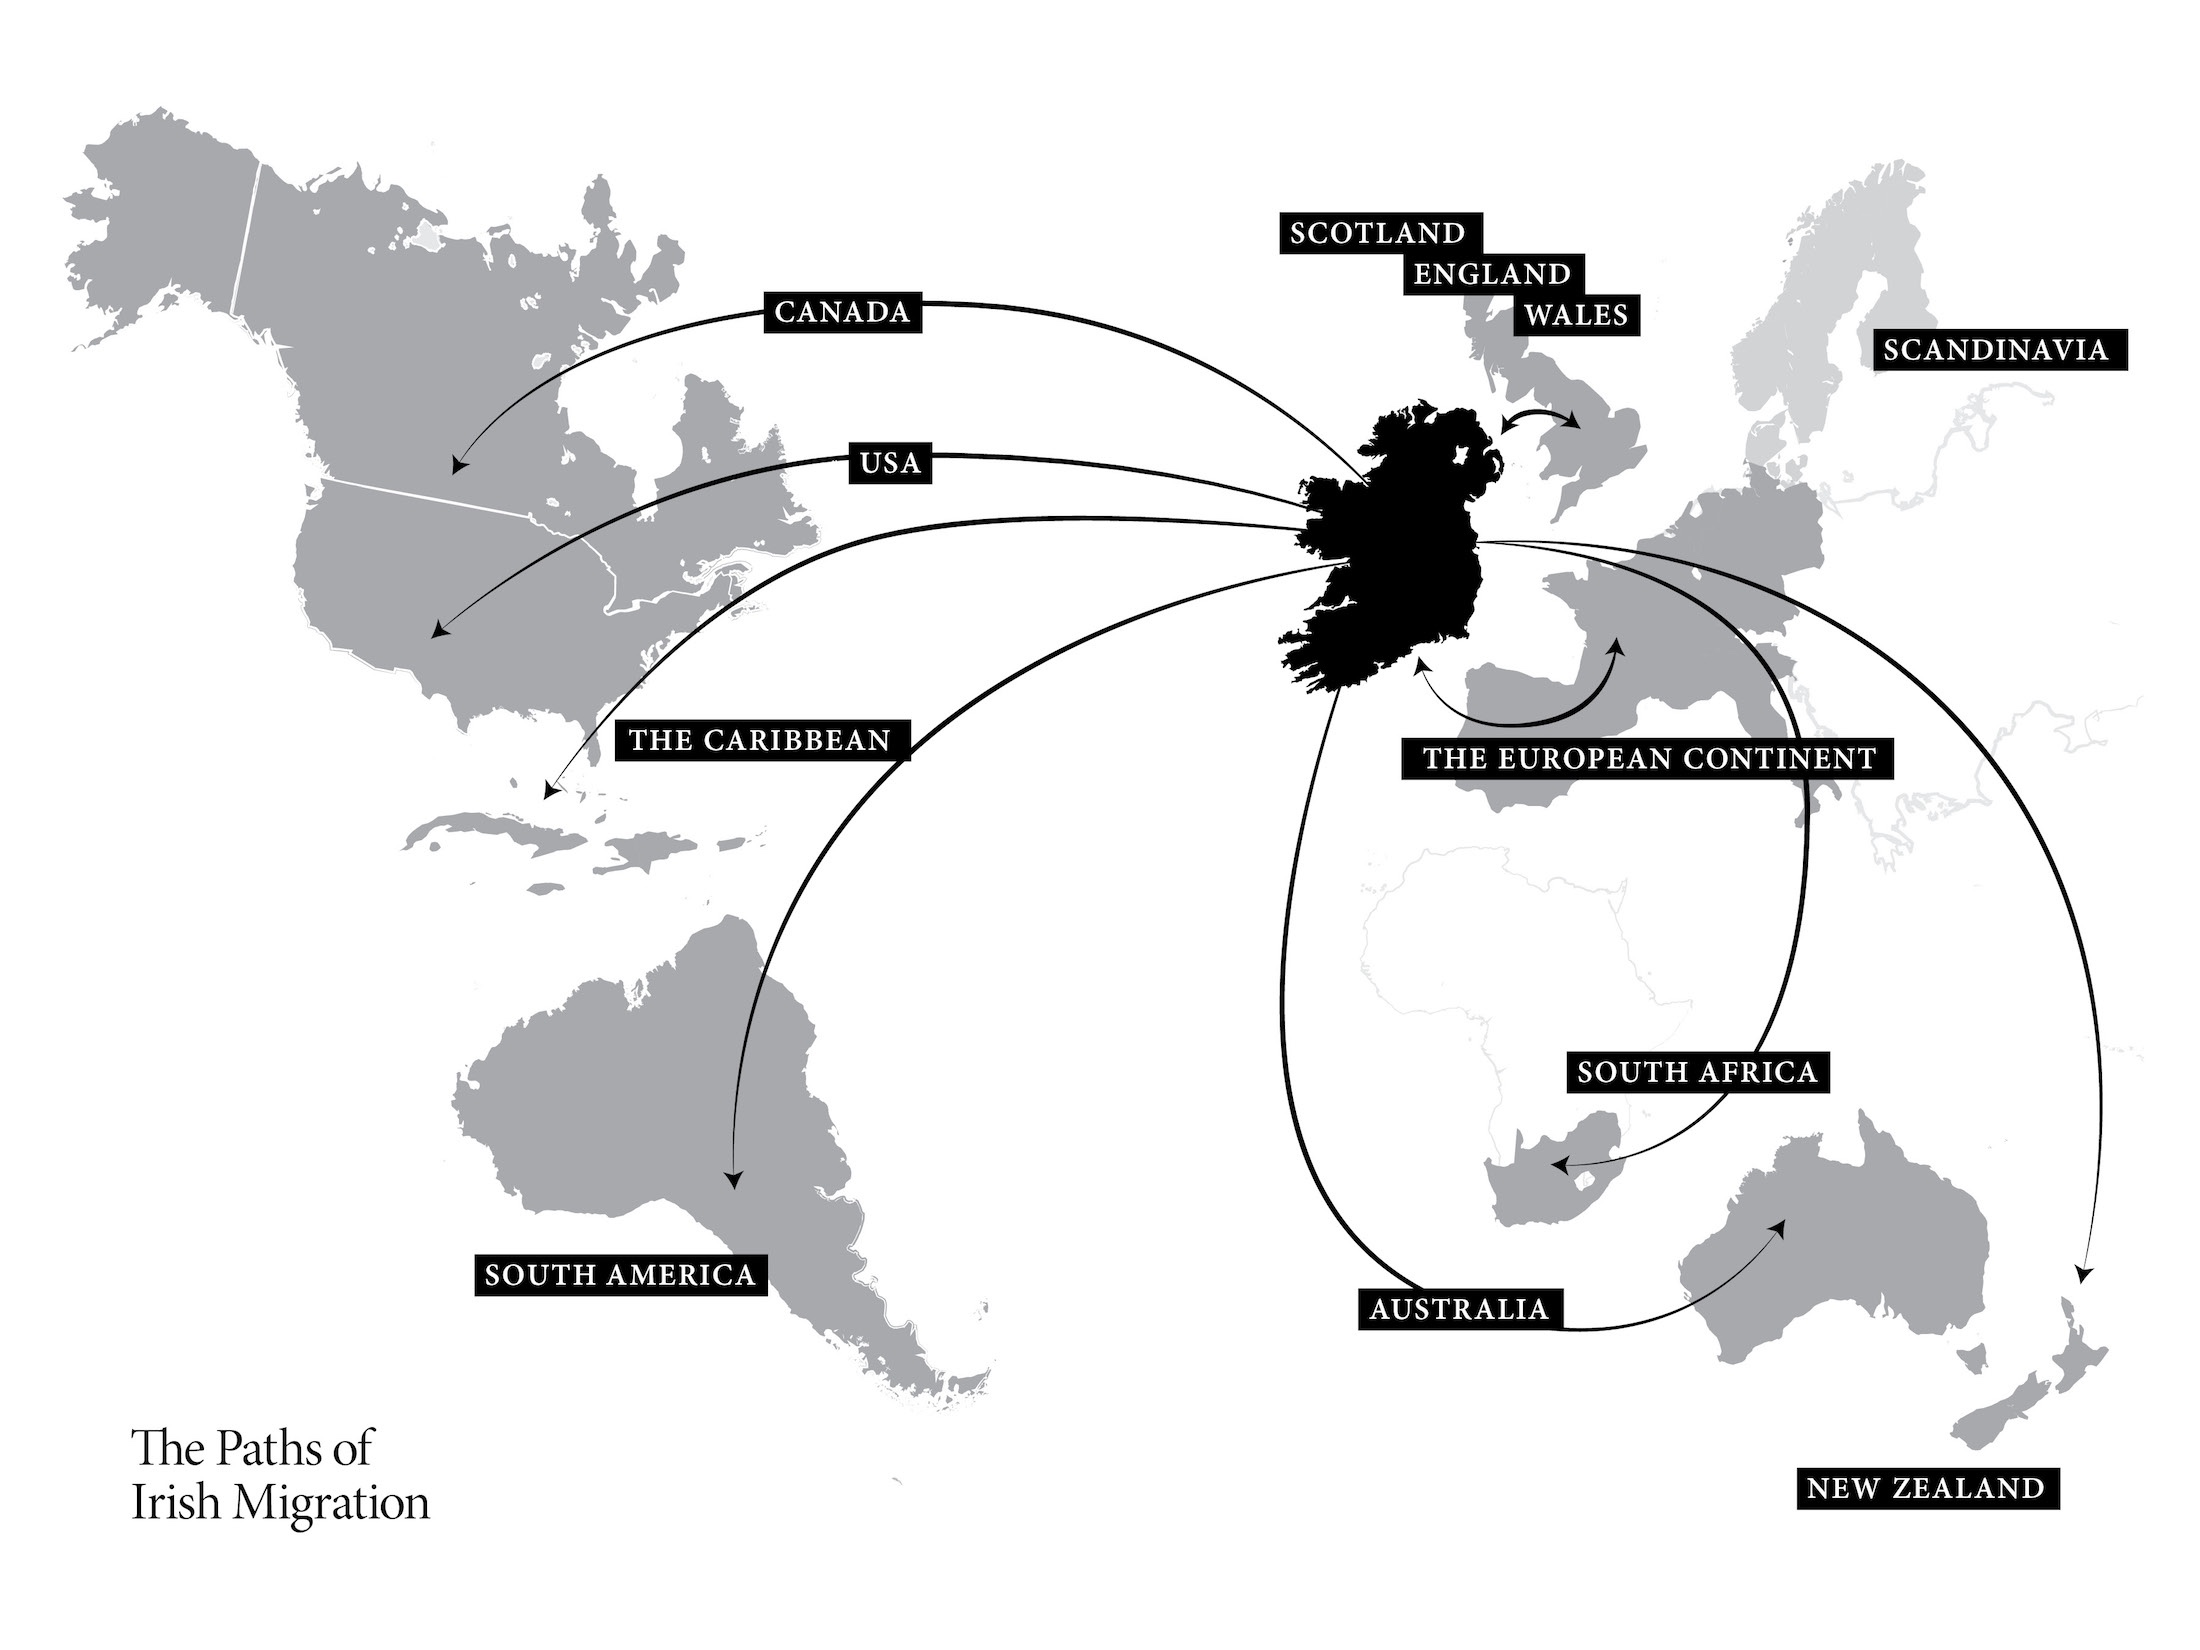 SCOTLAND
ENGLAND
WALES
CANADA
SCANDINAVIA
USA
THE CARIBBEAN
THE EUROPEAN CONTINENT
SOUTH AFRICA
SOUTH AMERICA
AUSTRALIA
NEW ZEALAND
The Paths of
Irish Migration